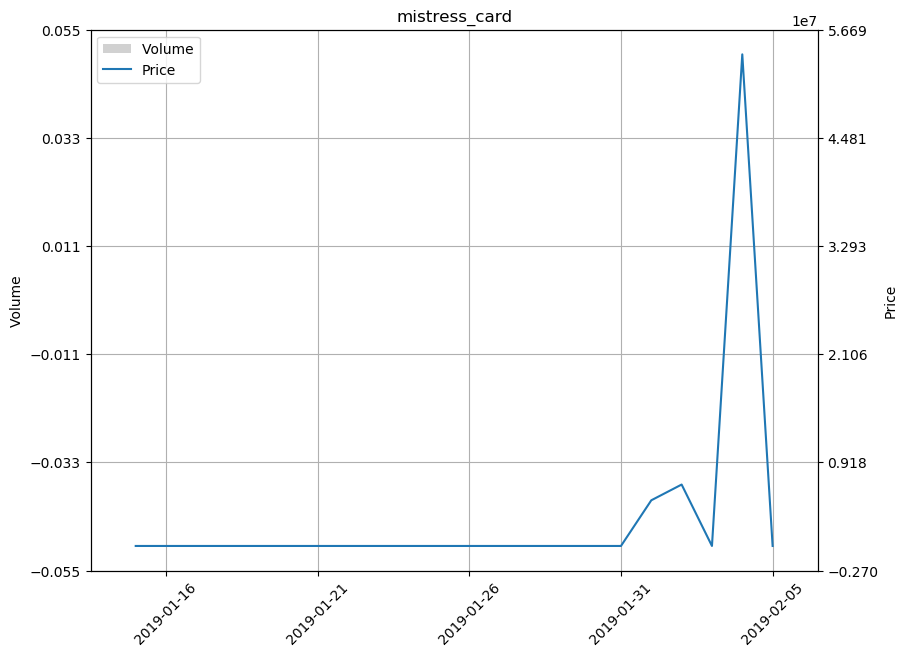 mistress_card
1e7
Volume
Price
0.055
0.033
0.011
−0.011
−0.033
−0.055
Volume
5.669
4.481
3.293
2.106
0.918
−0.270
Price
2019-01-16
2019-01-21
2019-01-26
2019-01-31
2019-02-05